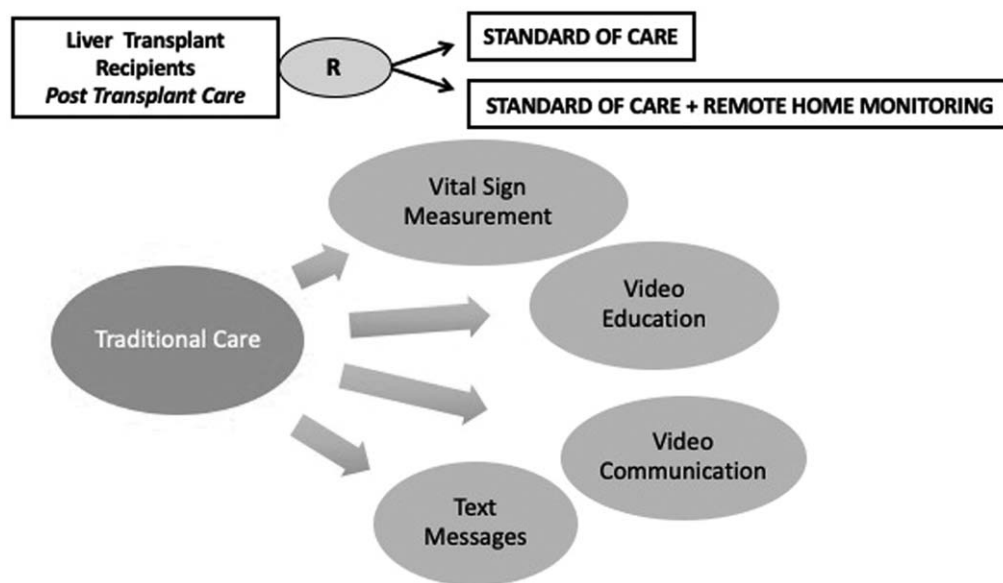 Liver Transplant
Recipients
Post Transplant Care
R
STANDARD OF CARE
STANDARD OF CARE + REMOTE HOME MONITORING
Vital Sign
Measurement
Video
Education
Traditional Care
Video
Communication
Text
Messages